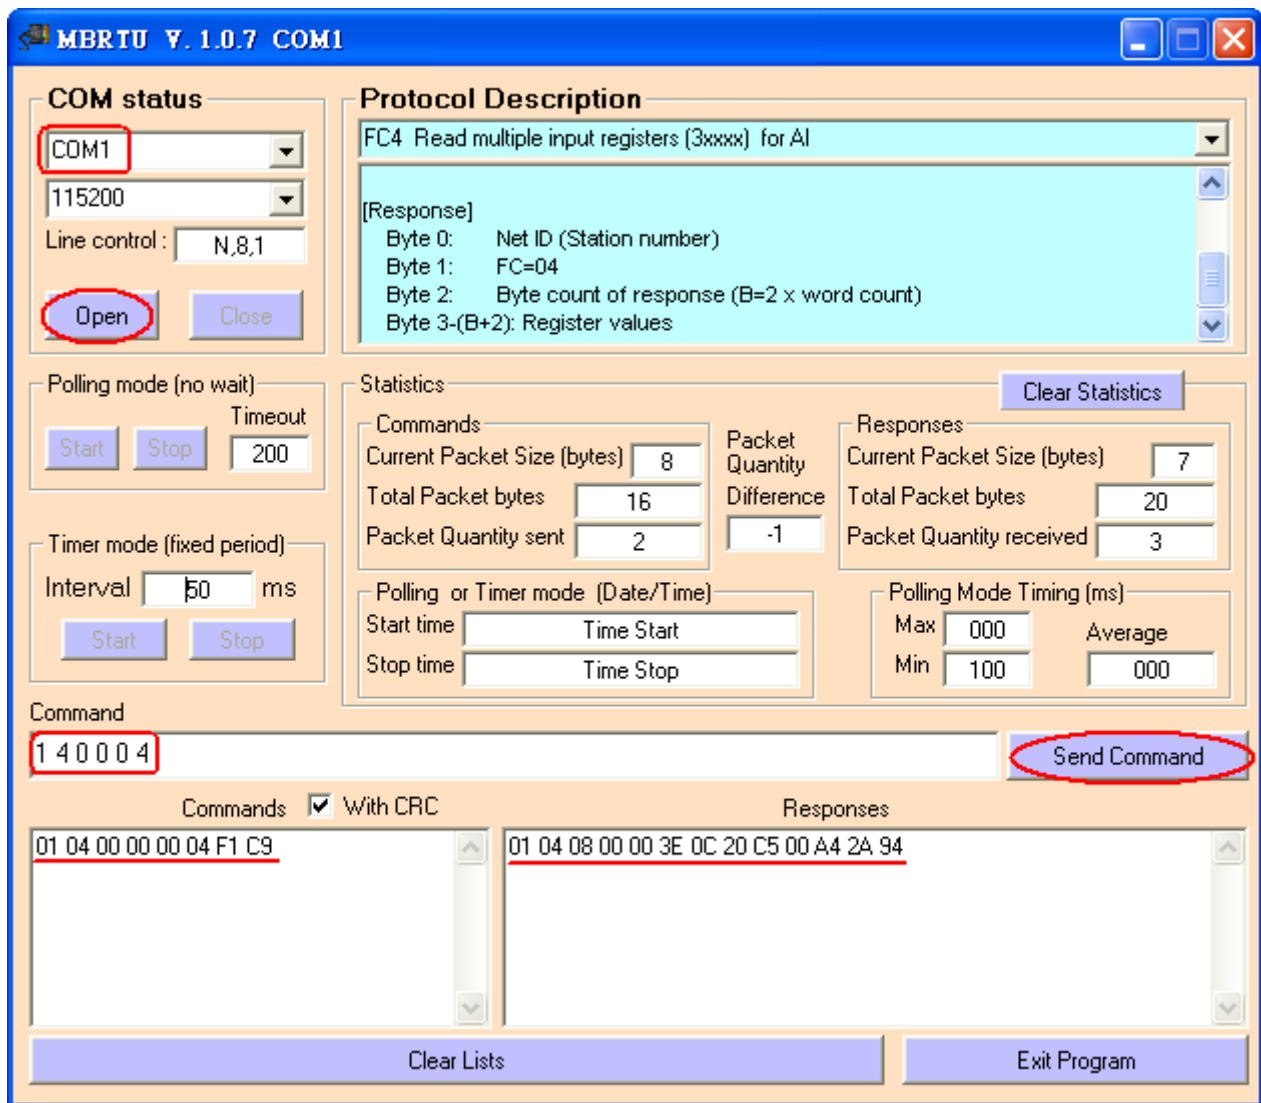 MBRTU V. 1.0.7 COM1
COM status
COM1
115200
Line control : N,8,1
Open Close
Protocol Description
FC4 Read multiple input registers (3xxxx) for AI
[Response]
Byte 0: Net ID (Station number)
Byte 1: FC=04
Byte 2: Byte count of response (B=2 x word count)
Byte 3-(B+2): Register values
Polling mode (no wait)
Timeout
Start Stop 200
Timer mode (fixed period)
Interval 50 ms
Start Stop
Statistics
Clear Statistics
Commands
Current Packet Size (bytes) 8
Total Packet bytes 16
Packet Quantity sent 2
Packet
Quantity
Difference
-1
Responses
Current Packet Size (bytes) 7
Total Packet bytes 20
Packet Quantity received 3
Polling or Timer mode (Date/Time)
Start time Time Start
Stop time Time Stop
Polling Mode Timing (ms)
Max 000
Min 100
Average
000
Command
1 4 0 0 0 4
Send Command
Commands With CRC
01 04 00 00 00 04 F1 C9
Responses
01 04 08 00 00 3E 0C 20 C5 00 A4 2A 94
Clear Lists
Exit Program